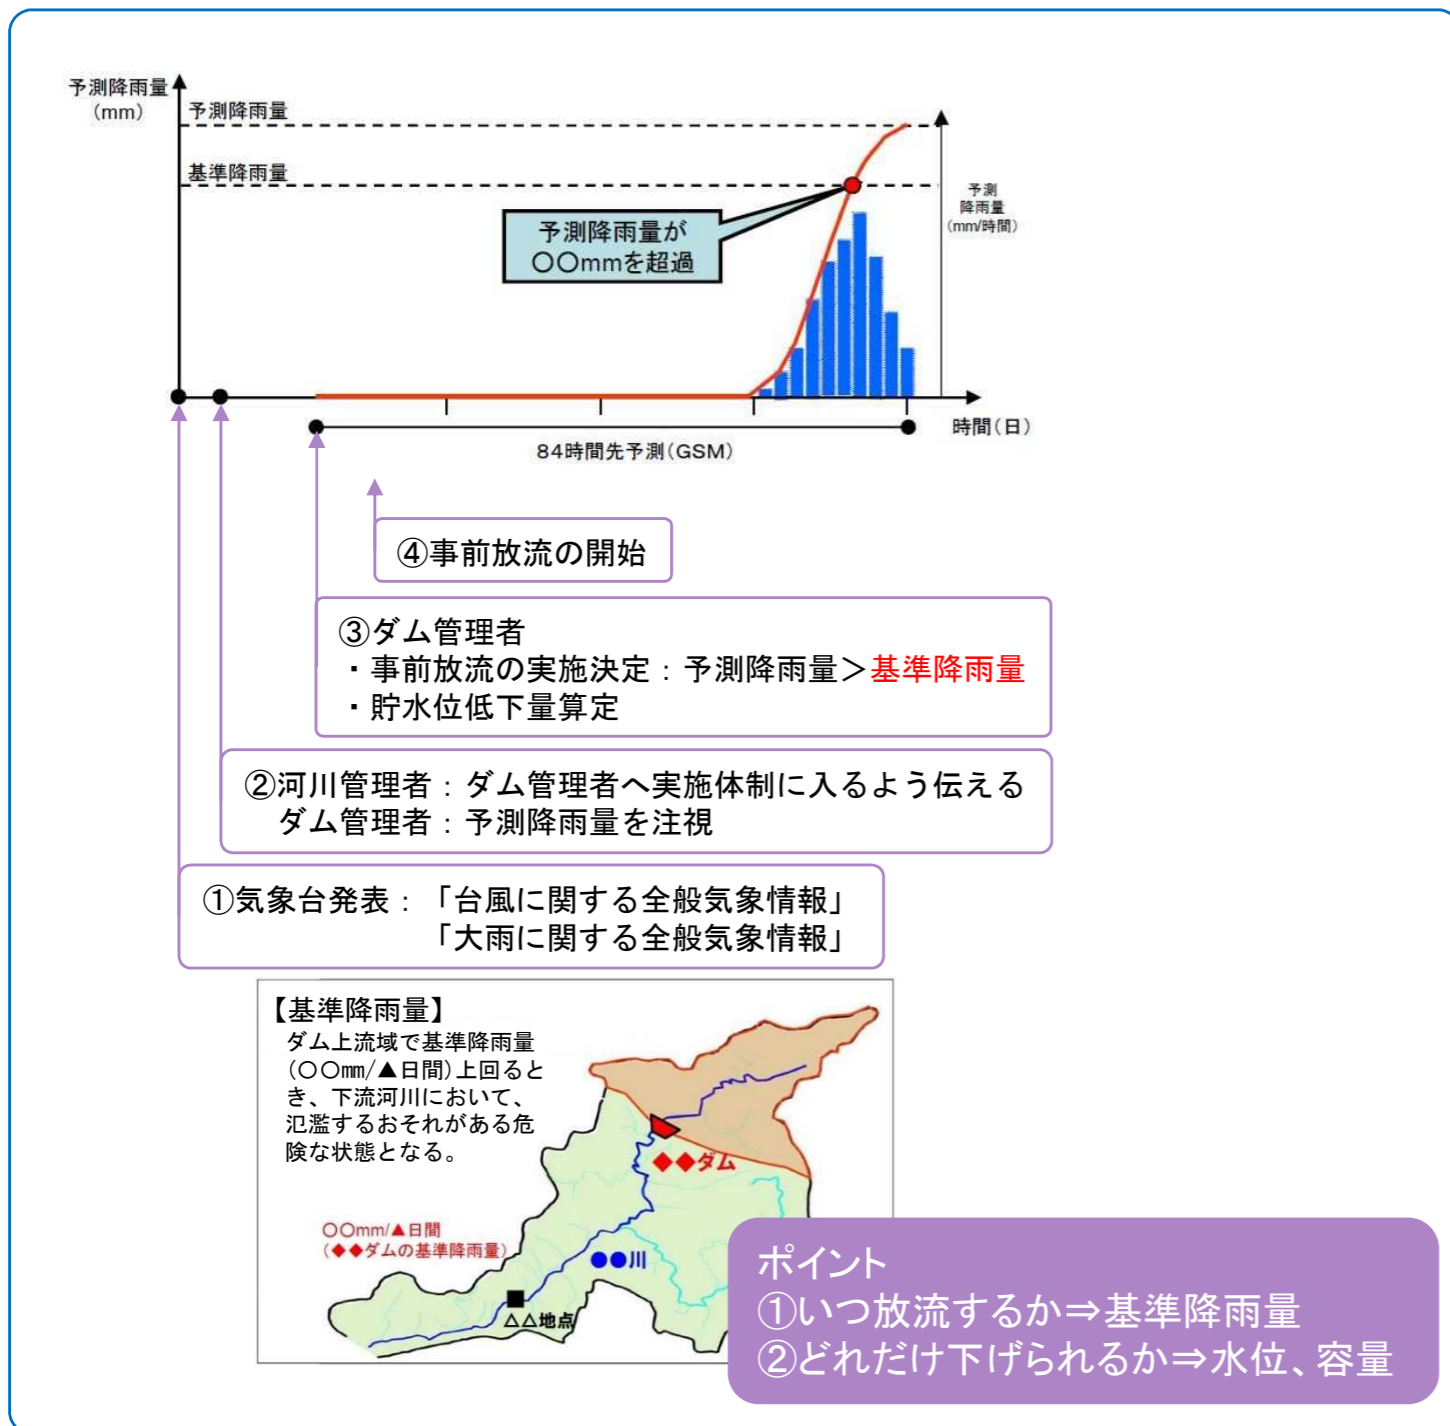 予測降雨量
(mm)
予測降雨量
基準降雨量
予測降雨量が
〇〇mmを超過
予測
降雨量
(mm/時間)
時間(日)
84時間先予測(GSM)
④事前放流の開始
③ダム管理者
・事前放流の実施決定：予測降雨量＞基準降雨量
・貯水位低下量算定
②河川管理者：ダム管理者へ実施体制に入るよう伝える
ダム管理者：予測降雨量を注視
①気象台発表：「台風に関する全般気象情報」
「大雨に関する全般気象情報」
【基準降雨量】
ダム上流域で基準降雨量
(〇〇㎜/▲日間)上回ると
き、下流河川において、
氾濫するおそれがある危
険な状態となる。
◆◆ダム
〇〇mm/▲日間
(◆◆ダムの基準降雨量)
●●川
△△地点
ポイント
①いつ放流するか⇒基準降雨量
②どれだけ下げられるか⇒水位、容量